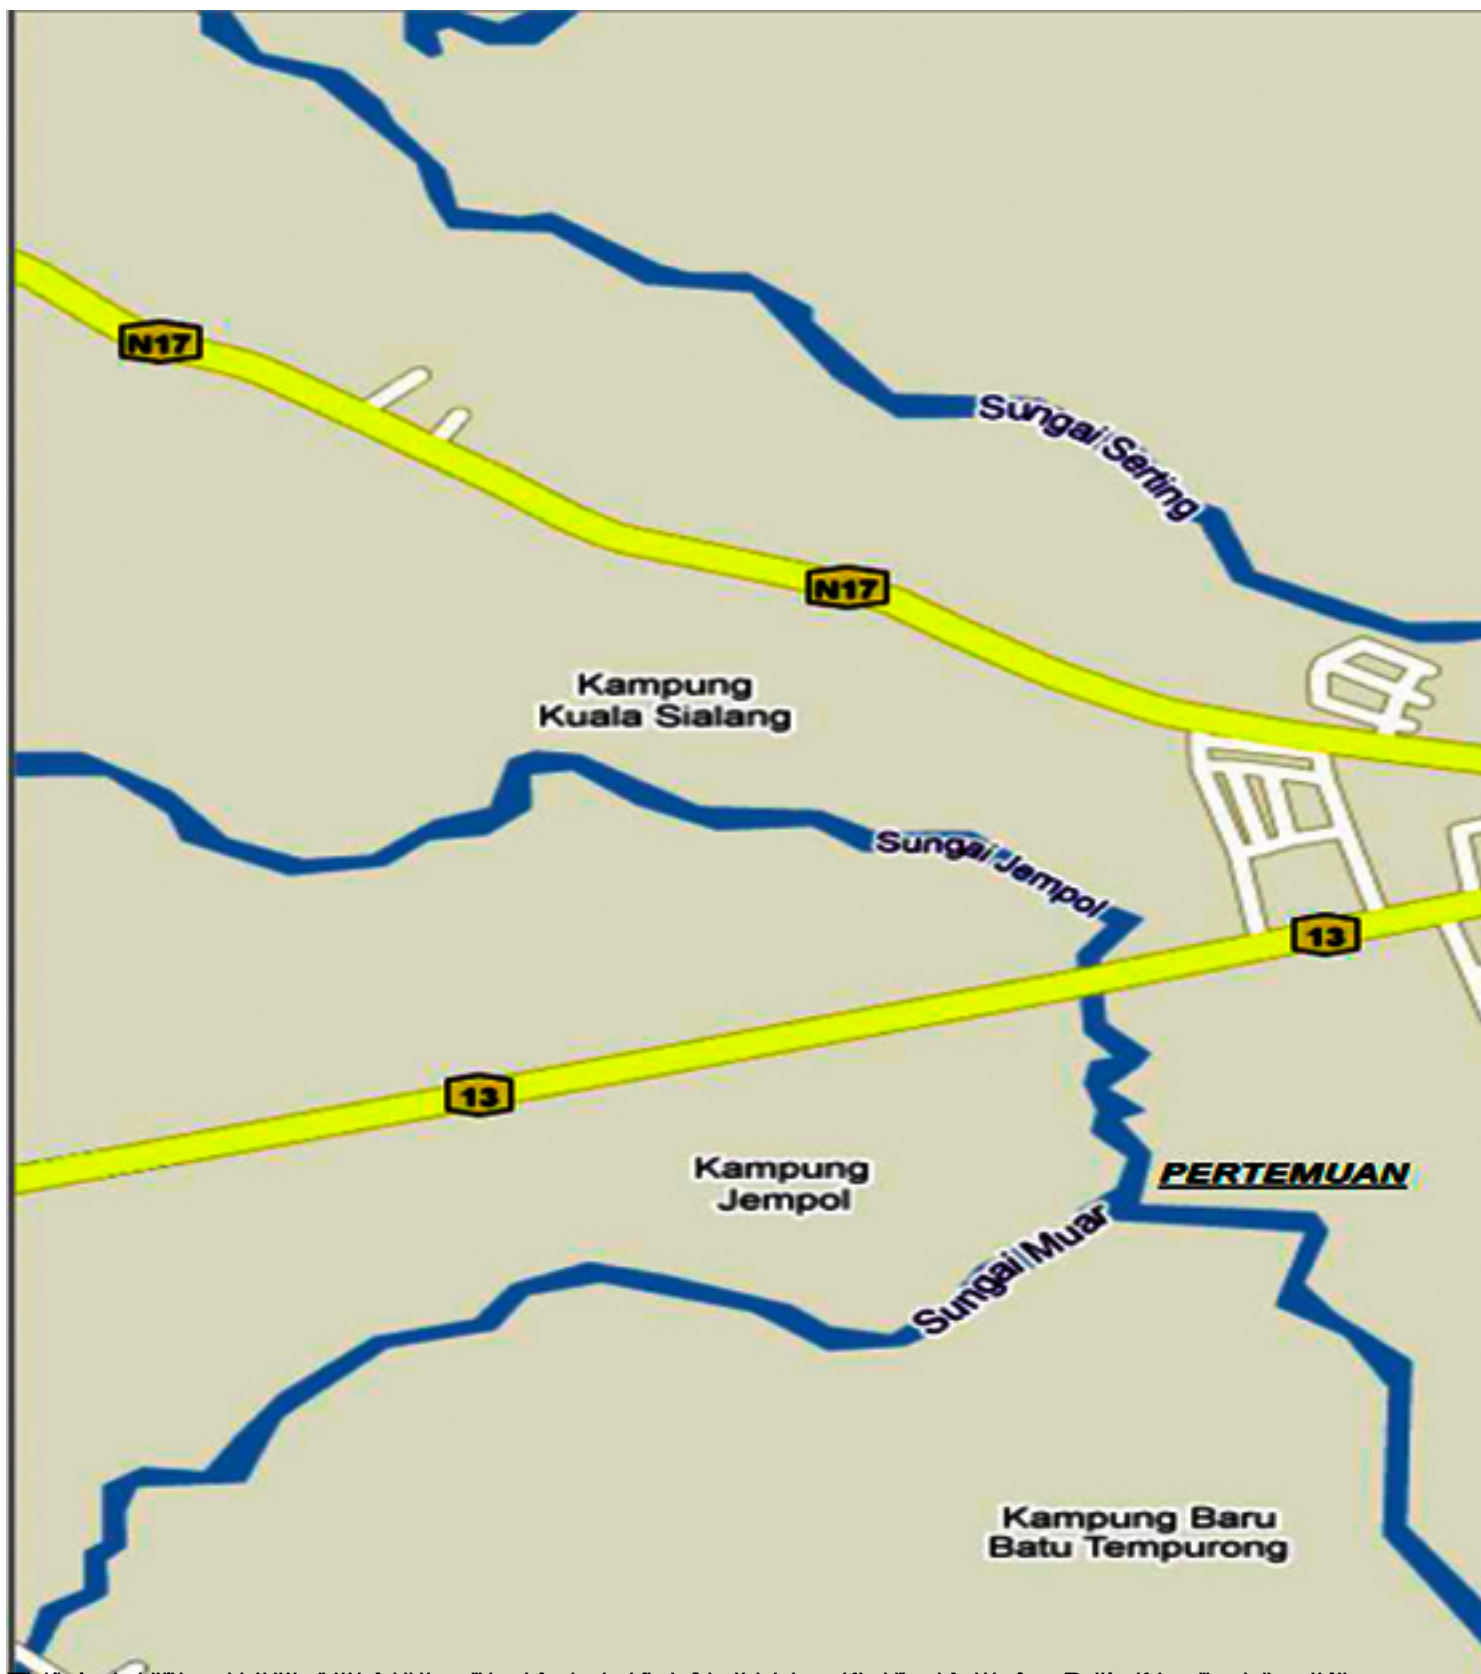 N17
Sungai Serting
N17
Kampung
Kuala Sialang
Sungai Jempol
13
13
Kampung
Jempol
PERTEMUAN
Sungai Muar
Kampung Baru
Batu Tempurong